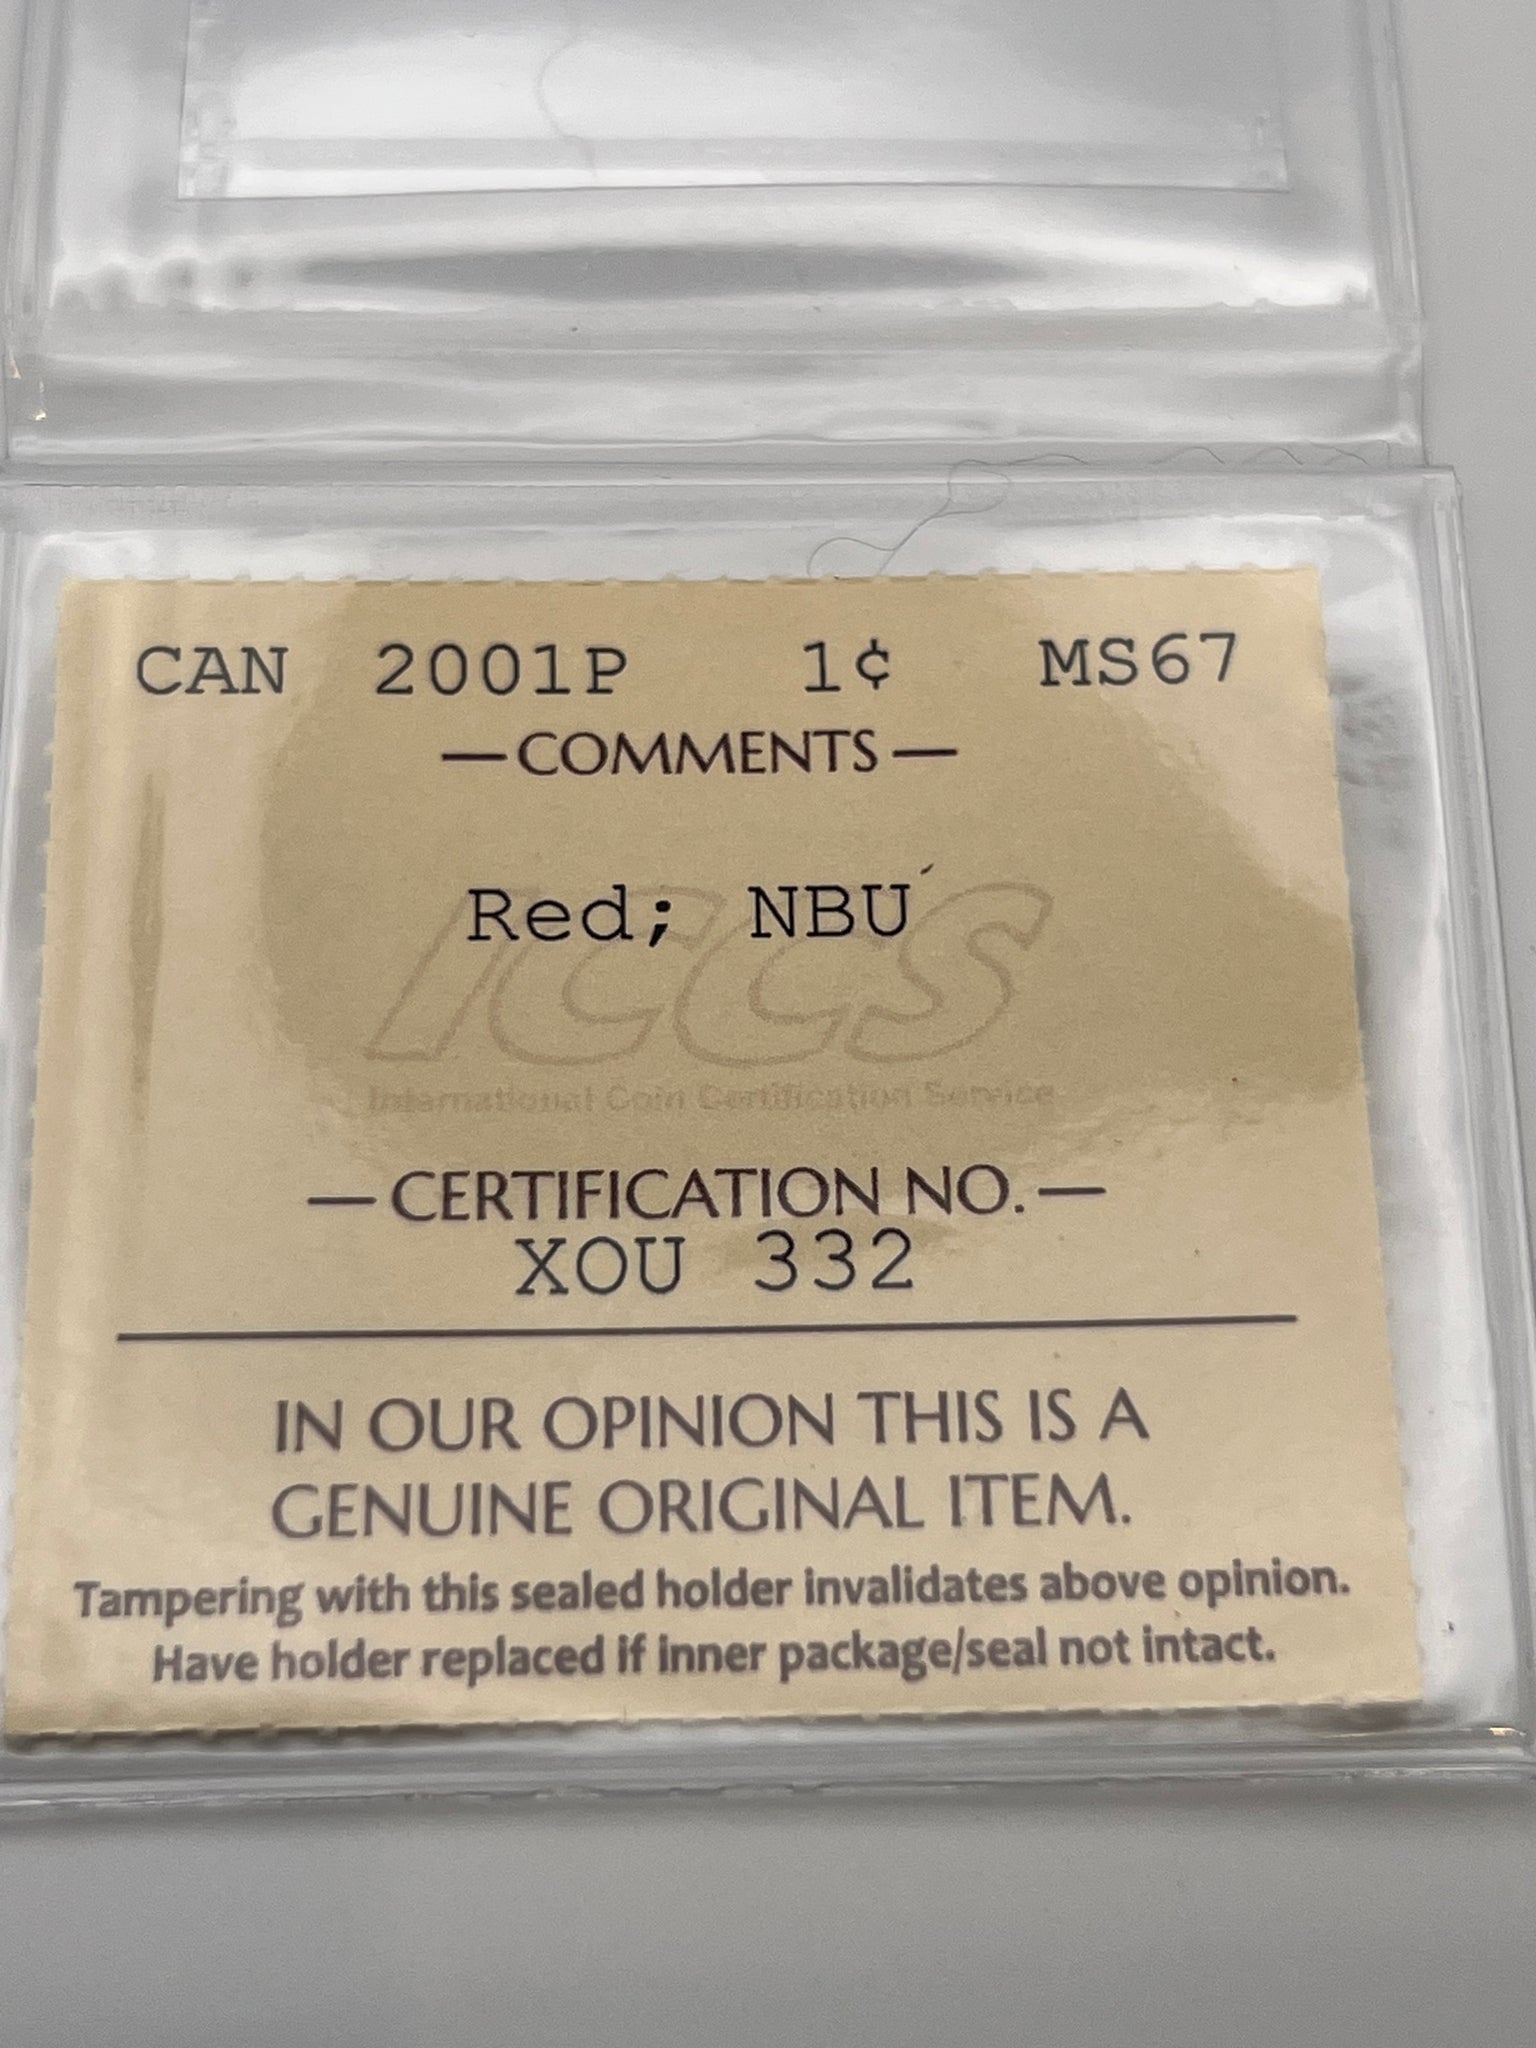 CAN 2001P 1¢ MS67
— COMMENTS —
Red; NBU
ICCS
International Coin Certification Service
— CERTIFICATION NO. —
XOU 332
IN OUR OPINION THIS IS A
GENUINE ORIGINAL ITEM.
Tampering with this sealed holder invalidates above opinion.
Have holder replaced if inner package/seal not intact.